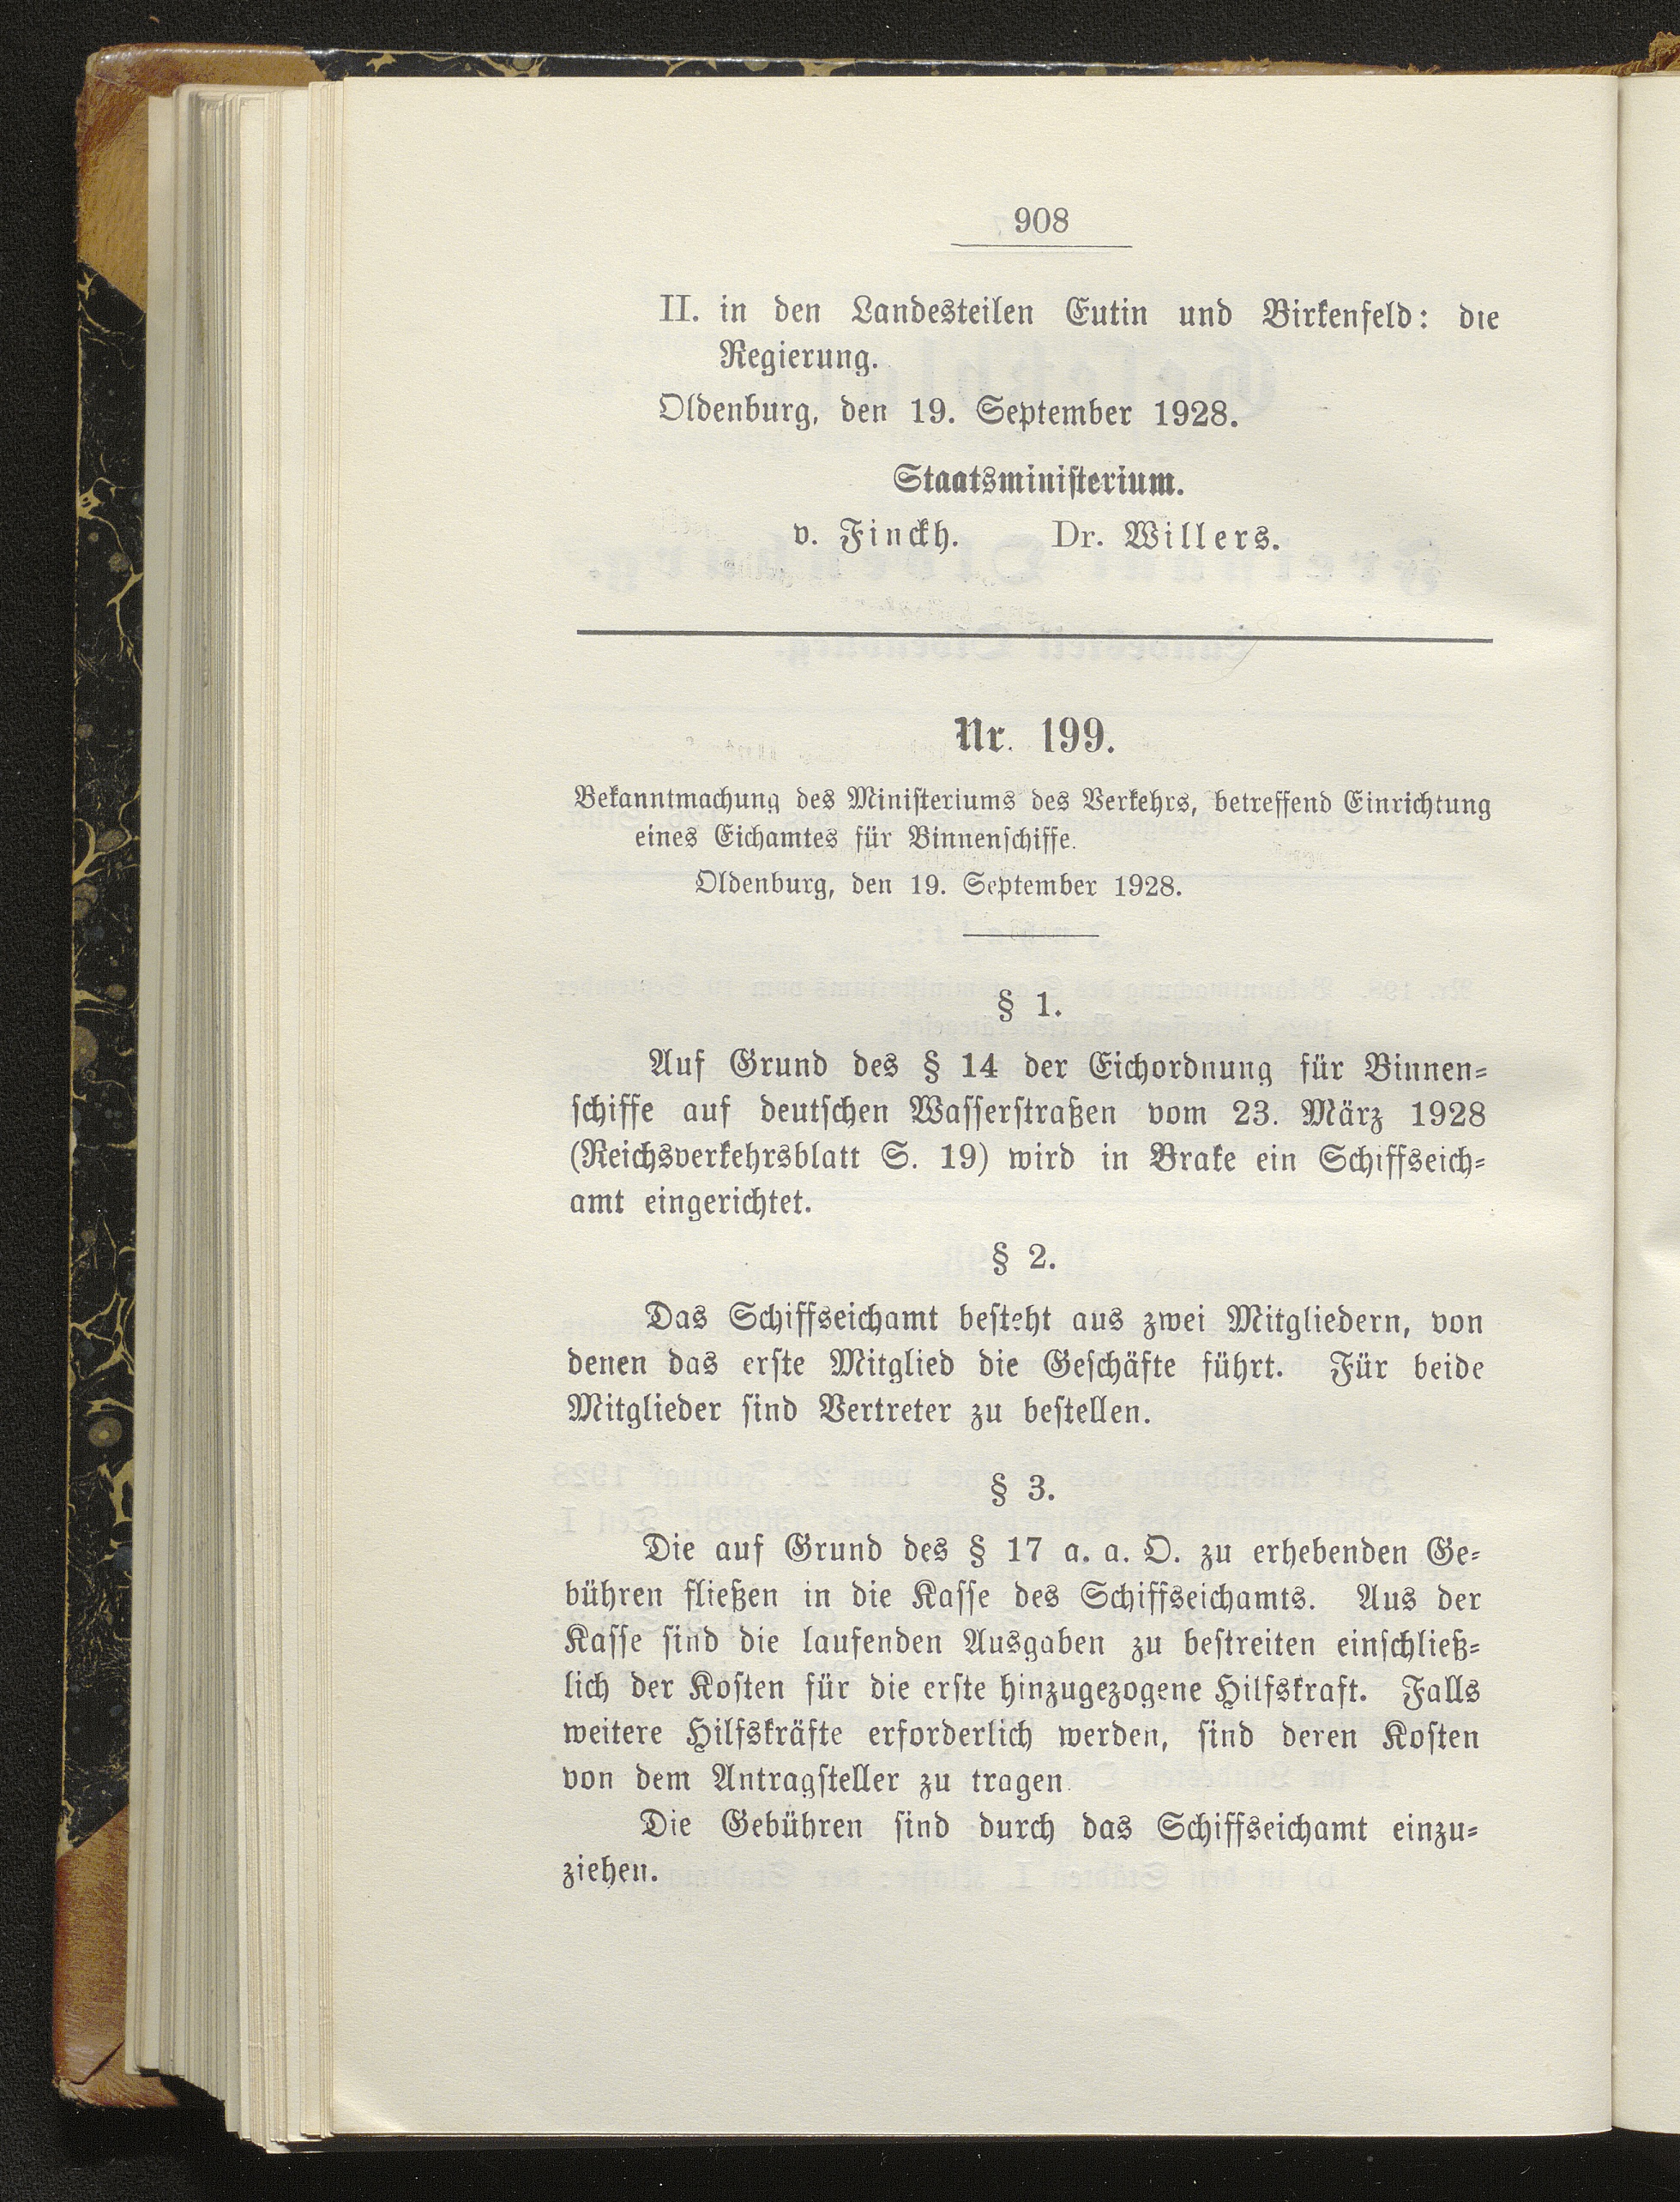 908
II. in den Landesteilen Eutin und Birkenfeld: die
Regierung.
Oldenburg, den 19. September 1928.
Staatsministerium.
v. Finckh. Dr. Willers.
Nr. 199.
Bekanntmachung des Ministeriums des Verkehrs, betreffend Einrichtung
eines Eichamtes für Binnenschiffe.
Oldenburg, den 19. September 1928.
§ 1.
Auf Grund des § 14 der Eichordnung für Binnen-
schiffe auf deutschen Wasserstraßen vom 23. März 1928
(Reichsverkehrsblatt S. 19) wird in Brake ein Schiffseich-
amt eingerichtet.
§ 2.
Das Schiffseichamt besteht aus zwei Mitgliedern, von
denen das erste Mitglied die Geschäfte führt. Für beide
Mitglieder sind Vertreter zu bestellen.
§ 3.
Die auf Grund des § 17 a. a. O. zu erhebenden Ge-
bühren fließen in die Kasse des Schiffseichamts. Aus der
Kasse sind die laufenden Ausgaben zu bestreiten einschließ-
lich der Kosten für die erste hinzugezogene Hilfskraft. Falls
weitere Hilfskräfte erforderlich werden, sind deren Kosten
von dem Antragsteller zu tragen.
Die Gebühren sind durch das Schiffseichamt einzu-
ziehen.